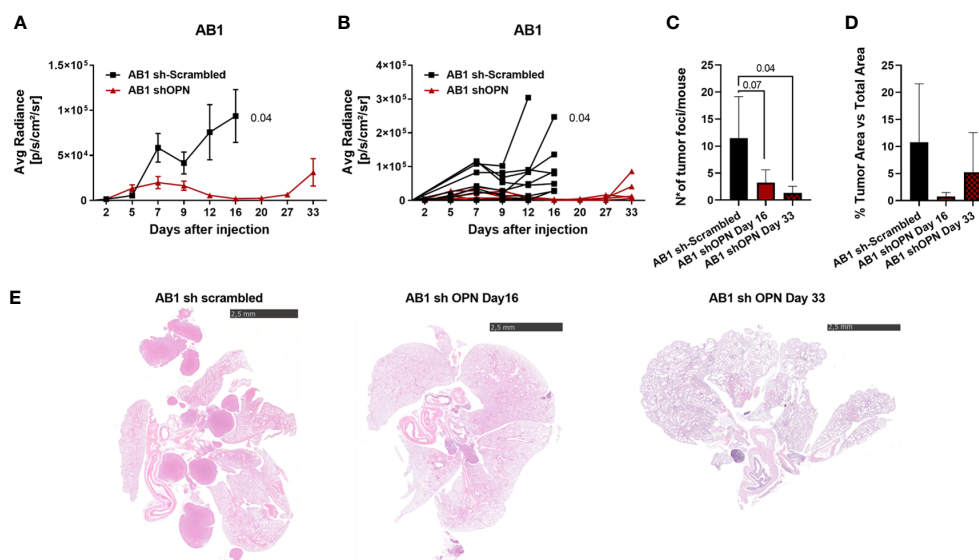 A
AB1
1.5×10⁵
1×10⁵
5×10⁴
0
Avg Radiance
[p/s/cm²/sr]
AB1 sh-Scrambled
AB1 shOPN
0.04
2 5 7 9 12 16 20 27 33
Days after injection
B
AB1
4×10⁵
3×10⁵
2×10⁵
1×10⁵
0
Avg Radiance
[p/s/cm²/sr]
AB1 sh-Scrambled
AB1 shOPN
0.04
2 5 7 9 12 16 20 27 33
Days after injection
C
N°of tumor foci/mouse
25
20
15
10
5
0
0.04
0.07
AB1 sh-Scrambled
AB1 shOPN Day 16
AB1 shOPN Day 33
D
% Tumor Area vs Total Area
25
20
15
10
5
0
AB1 sh-Scrambled
AB1 shOPN Day 16
AB1 shOPN Day 33
E
AB1 sh scrambled
2,5 mm
AB1 sh OPN Day16
2,5 mm
AB1 sh OPN Day 33
2,5 mm